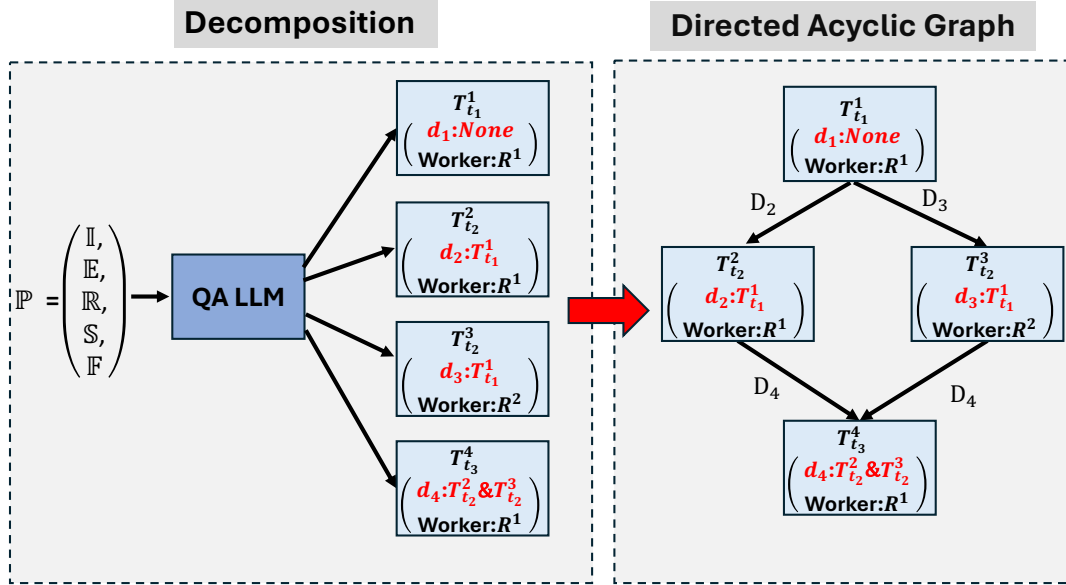 Decomposition
ℙ = (𝕀,
𝔼,
ℝ,
𝕊,
𝔽)
QA LLM
T^1_{t_1}
(d_1:None
Worker:R^1)
T^2_{t_2}
(d_2:T^1_{t_1}
Worker:R^1)
T^3_{t_2}
(d_3:T^1_{t_1}
Worker:R^2)
T^4_{t_3}
(d_4:T^2_{t_2}&T^3_{t_2}
Worker:R^1)
Directed Acyclic Graph
T^1_{t_1}
(d_1:None
Worker:R^1)
D_2
D_3
T^2_{t_2}
(d_2:T^1_{t_1}
Worker:R^1)
T^3_{t_2}
(d_3:T^1_{t_1}
Worker:R^2)
D_4
D_4
T^4_{t_3}
(d_4:T^2_{t_2}&T^3_{t_2}
Worker:R^1)